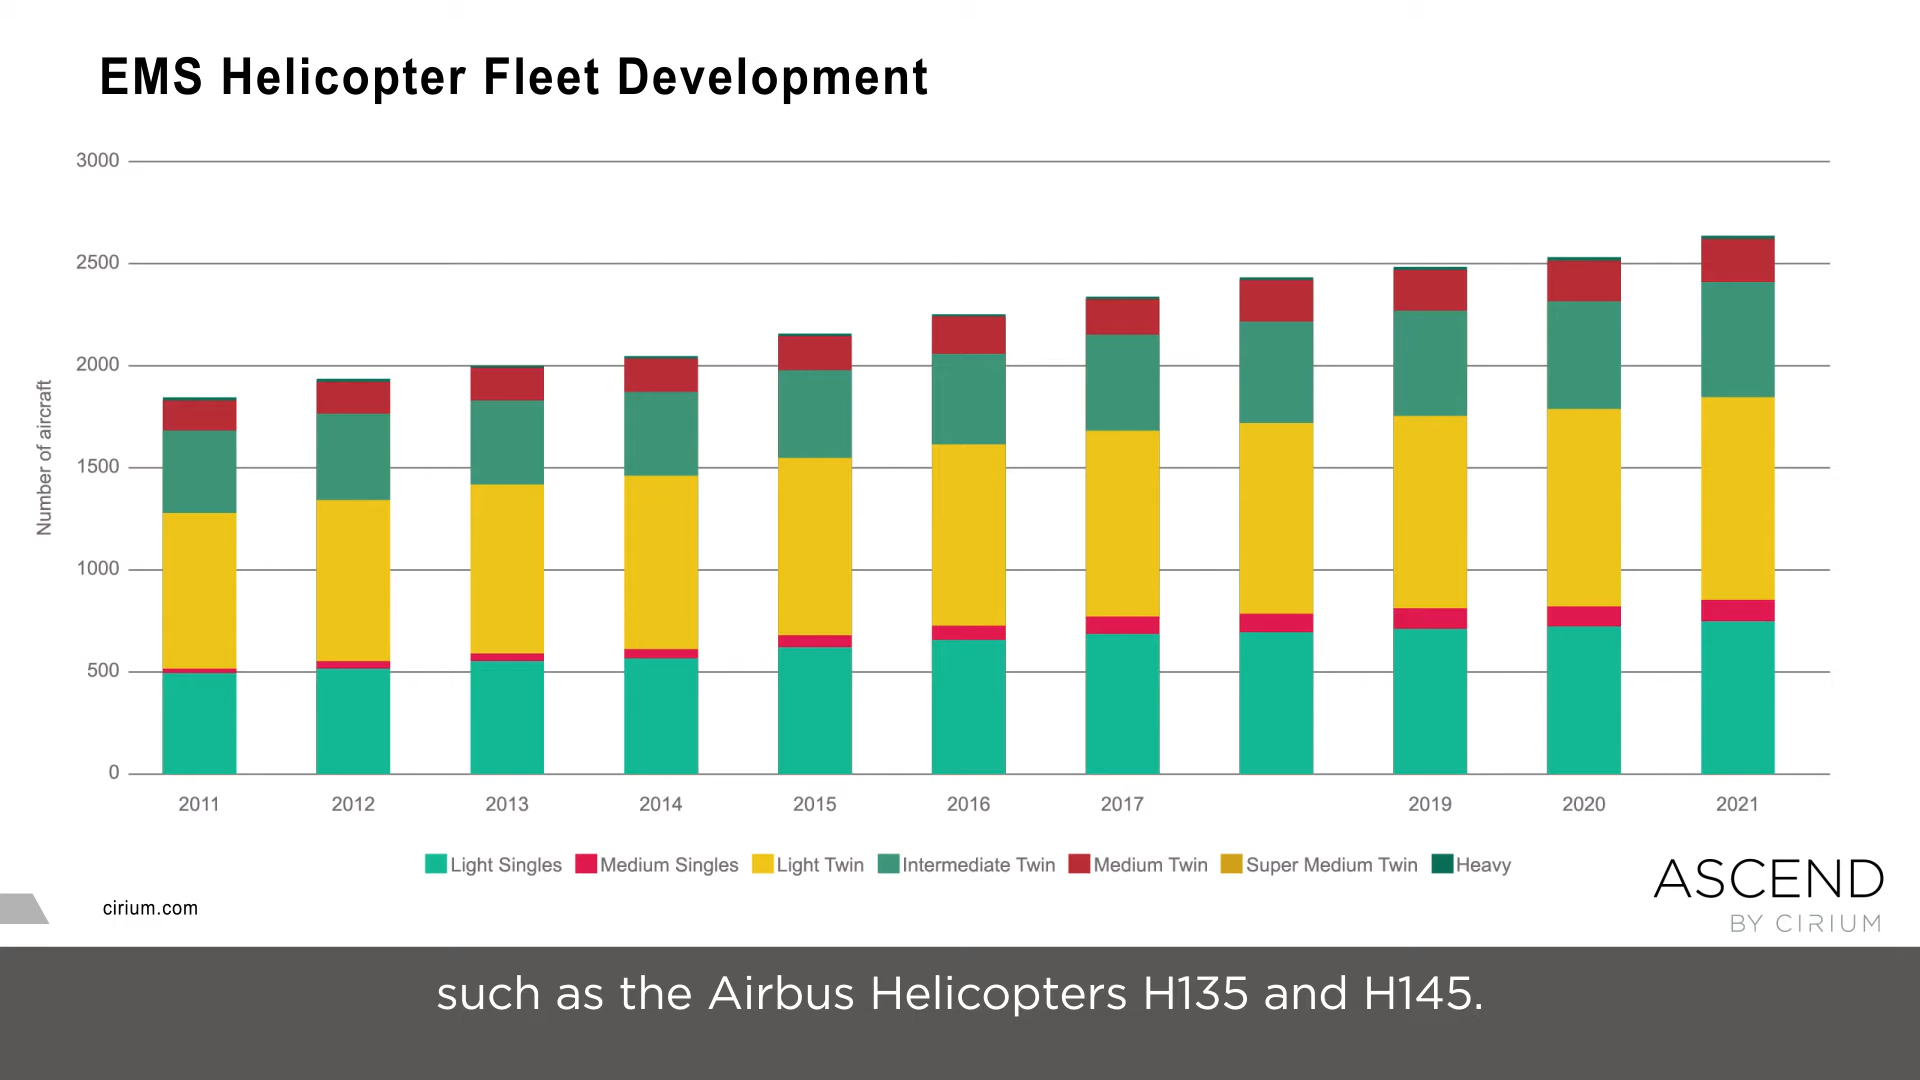 EMS Helicopter Fleet Development
3000
2500
2000
1500
1000
500
0
Number of aircraft
2011 2012 2013 2014 2015 2016 2017 2019 2020 2021
Light Singles Medium Singles Light Twin Intermediate Twin Medium Twin Super Medium Twin Heavy
ASCEND
BY CIRIUM
cirium.com
such as the Airbus Helicopters H135 and H145.